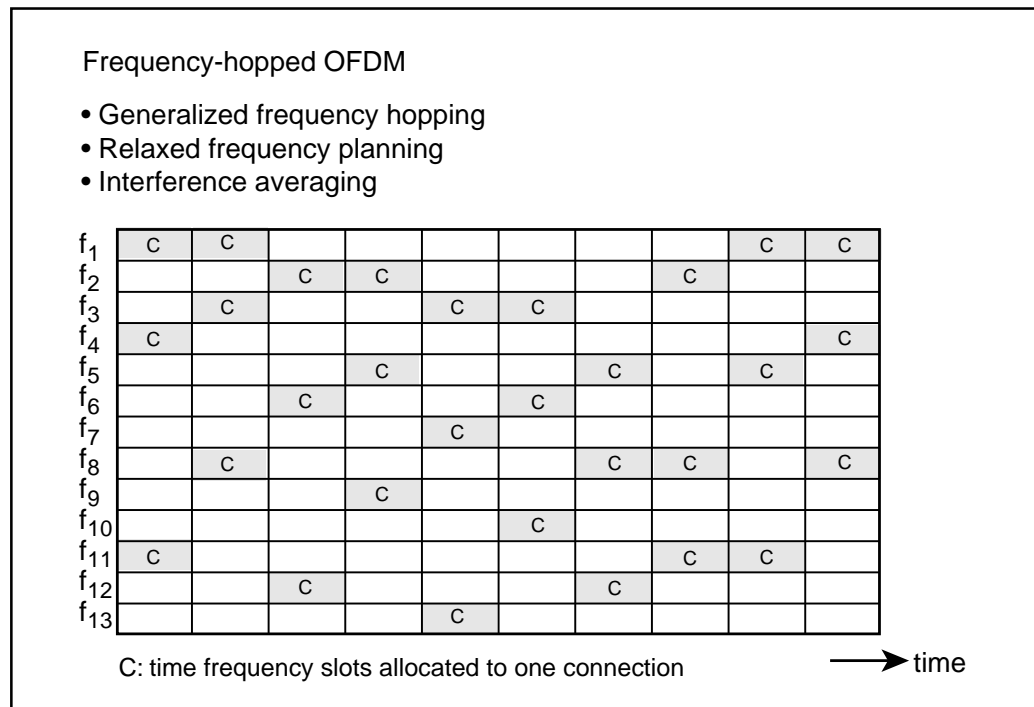 Frequency-hopped OFDM
• Generalized frequency hopping
• Relaxed frequency planning
• Interference averaging
f1 C C C C
f2 C C C
f3 C C C
f4 C C
f5 C C C
f6 C C
f7 C
f8 C C C C
f9 C
f10 C
f11 C C C
f12 C C
f13 C
C: time frequency slots allocated to one connection
time